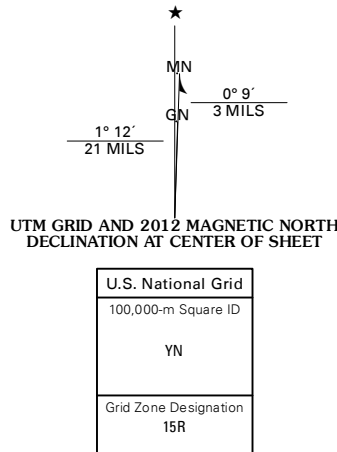 ★
MN
0° 9´
3 MILS
GN
1° 12´
21 MILS
UTM GRID AND 2012 MAGNETIC NORTH
DECLINATION AT CENTER OF SHEET
U.S. National Grid
100,000-m Square ID
YN
Grid Zone Designation
15R